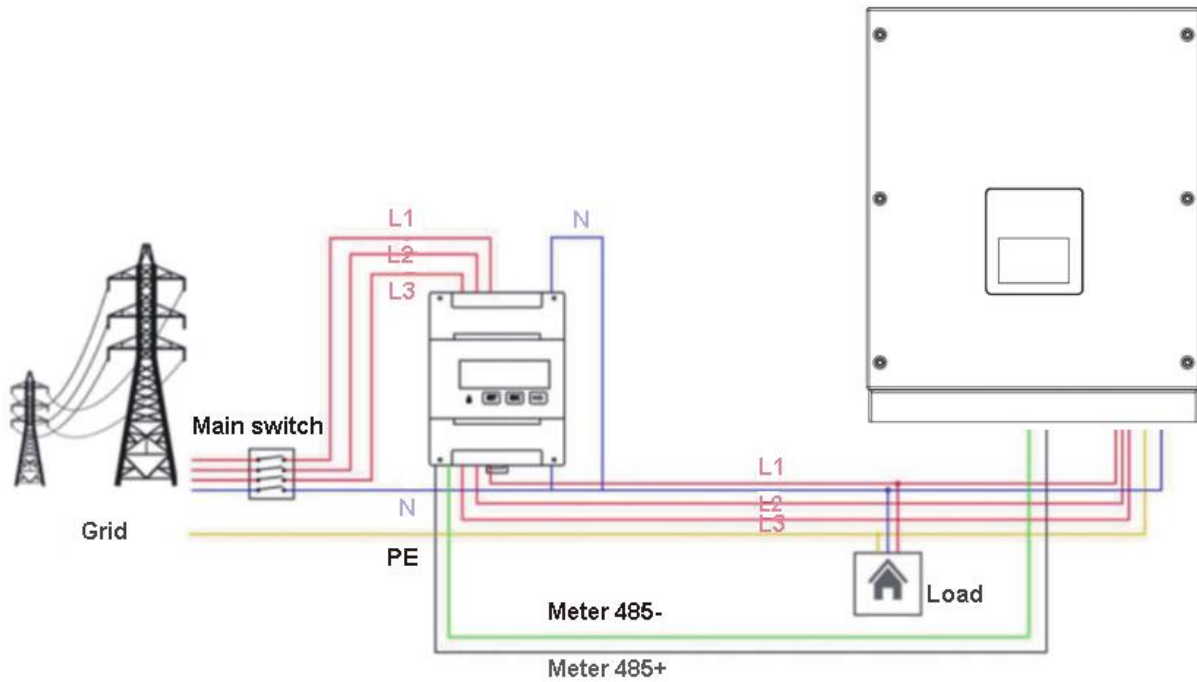 L1
N
L2
L3
Main switch
L1
N
L2
L3
Grid
PE
Load
Meter 485-
Meter 485+